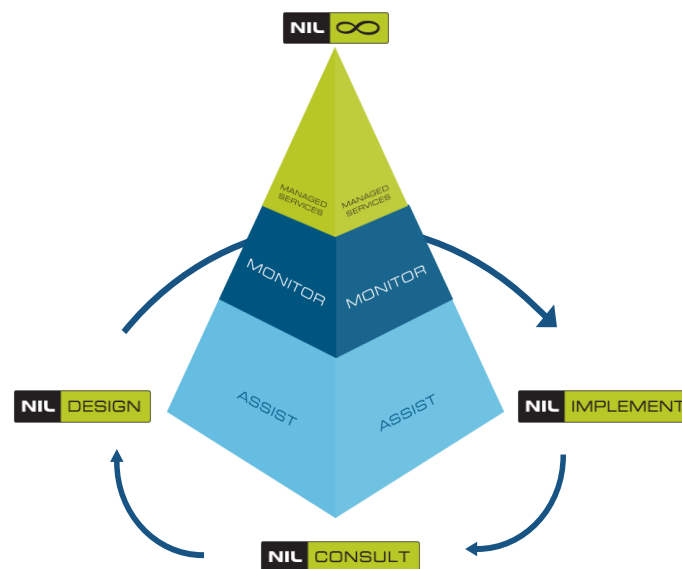 NIL ∞
MANAGED
SERVICES
MANAGED
SERVICES
MONITOR
MONITOR
ASSIST
ASSIST
NIL DESIGN
NIL IMPLEMENT
NIL CONSULT